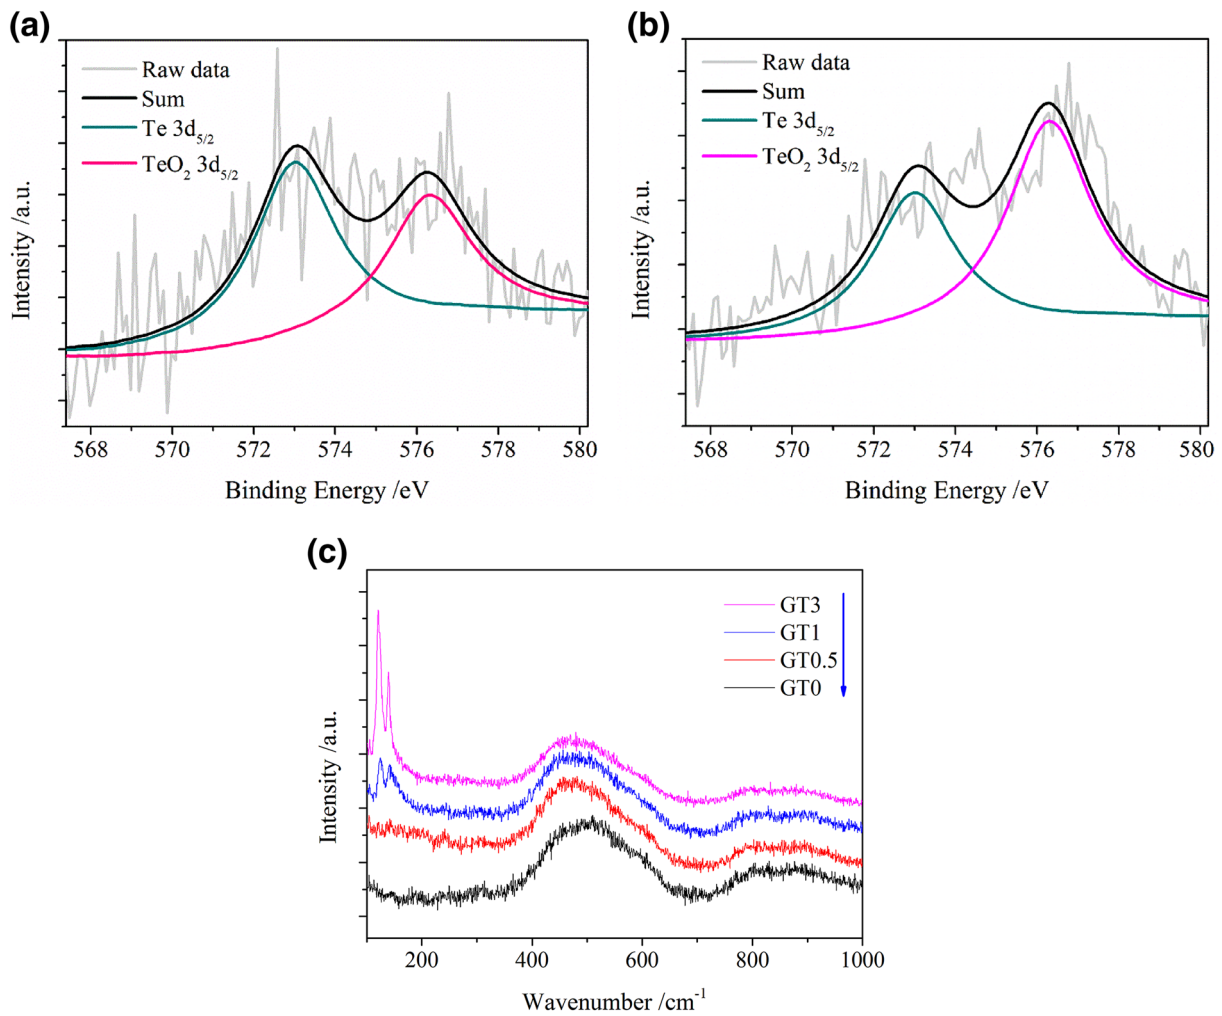 (a)
Raw data
Sum
Te 3d5/2
TeO2 3d5/2
Intensity /a.u.
568 570 572 574 576 578 580
Binding Energy /eV
(b)
Raw data
Sum
Te 3d5/2
TeO2 3d5/2
Intensity /a.u.
568 570 572 574 576 578 580
Binding Energy /eV
(c)
GT3
GT1
GT0.5
GT0
Intensity /a.u.
200 400 600 800 1000
Wavenumber /cm-1